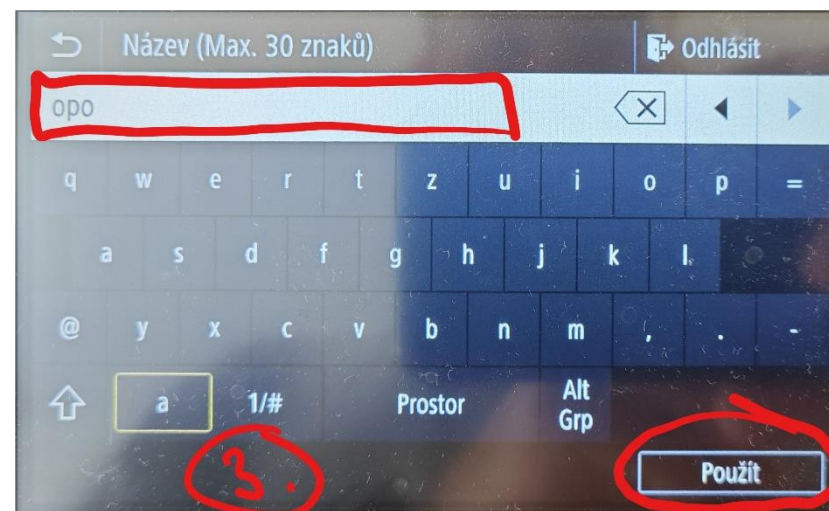 Název (Max. 30 znaků) Odhlásit
opo
q w e r t z u i o p =
a s d f g h j k l
@ y x c v b n m , . -
a 1/# Prostor Alt Grp
3.
Použít